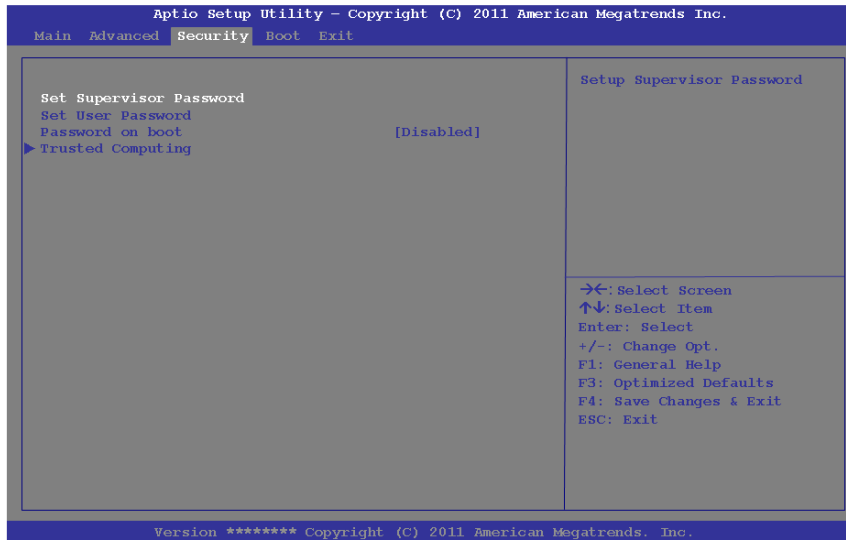 Aptio Setup Utility – Copyright (C) 2011 American Megatrends Inc.
Main Advanced Security Boot Exit
Set Supervisor Password
Set User Password
Password on boot [Disabled]
▶ Trusted Computing
Setup Supervisor Password
→←: Select Screen
↑↓: Select Item
Enter: Select
+/-: Change Opt.
F1: General Help
F3: Optimized Defaults
F4: Save Changes & Exit
ESC: Exit
Version ******** Copyright (C) 2011 American Megatrends. Inc.